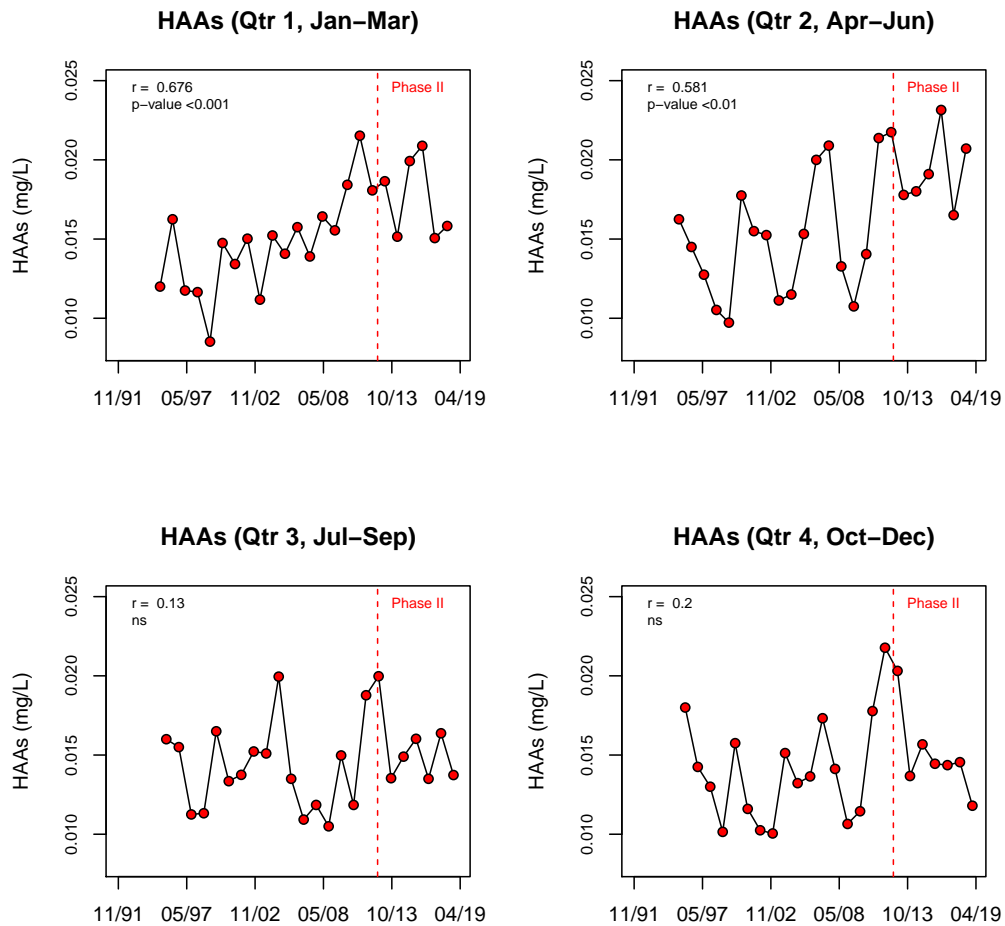 HAAs (Qtr 1, Jan−Mar)
HAAs (mg/L)
0.025
0.020
0.015
0.010
r = 0.676
p−value <0.001
Phase II
11/91 05/97 11/02 05/08 10/13 04/19
HAAs (Qtr 2, Apr−Jun)
HAAs (mg/L)
0.025
0.020
0.015
0.010
r = 0.581
p−value <0.01
Phase II
11/91 05/97 11/02 05/08 10/13 04/19
HAAs (Qtr 3, Jul−Sep)
HAAs (mg/L)
0.025
0.020
0.015
0.010
r = 0.13
ns
Phase II
11/91 05/97 11/02 05/08 10/13 04/19
HAAs (Qtr 4, Oct−Dec)
HAAs (mg/L)
0.025
0.020
0.015
0.010
r = 0.2
ns
Phase II
11/91 05/97 11/02 05/08 10/13 04/19